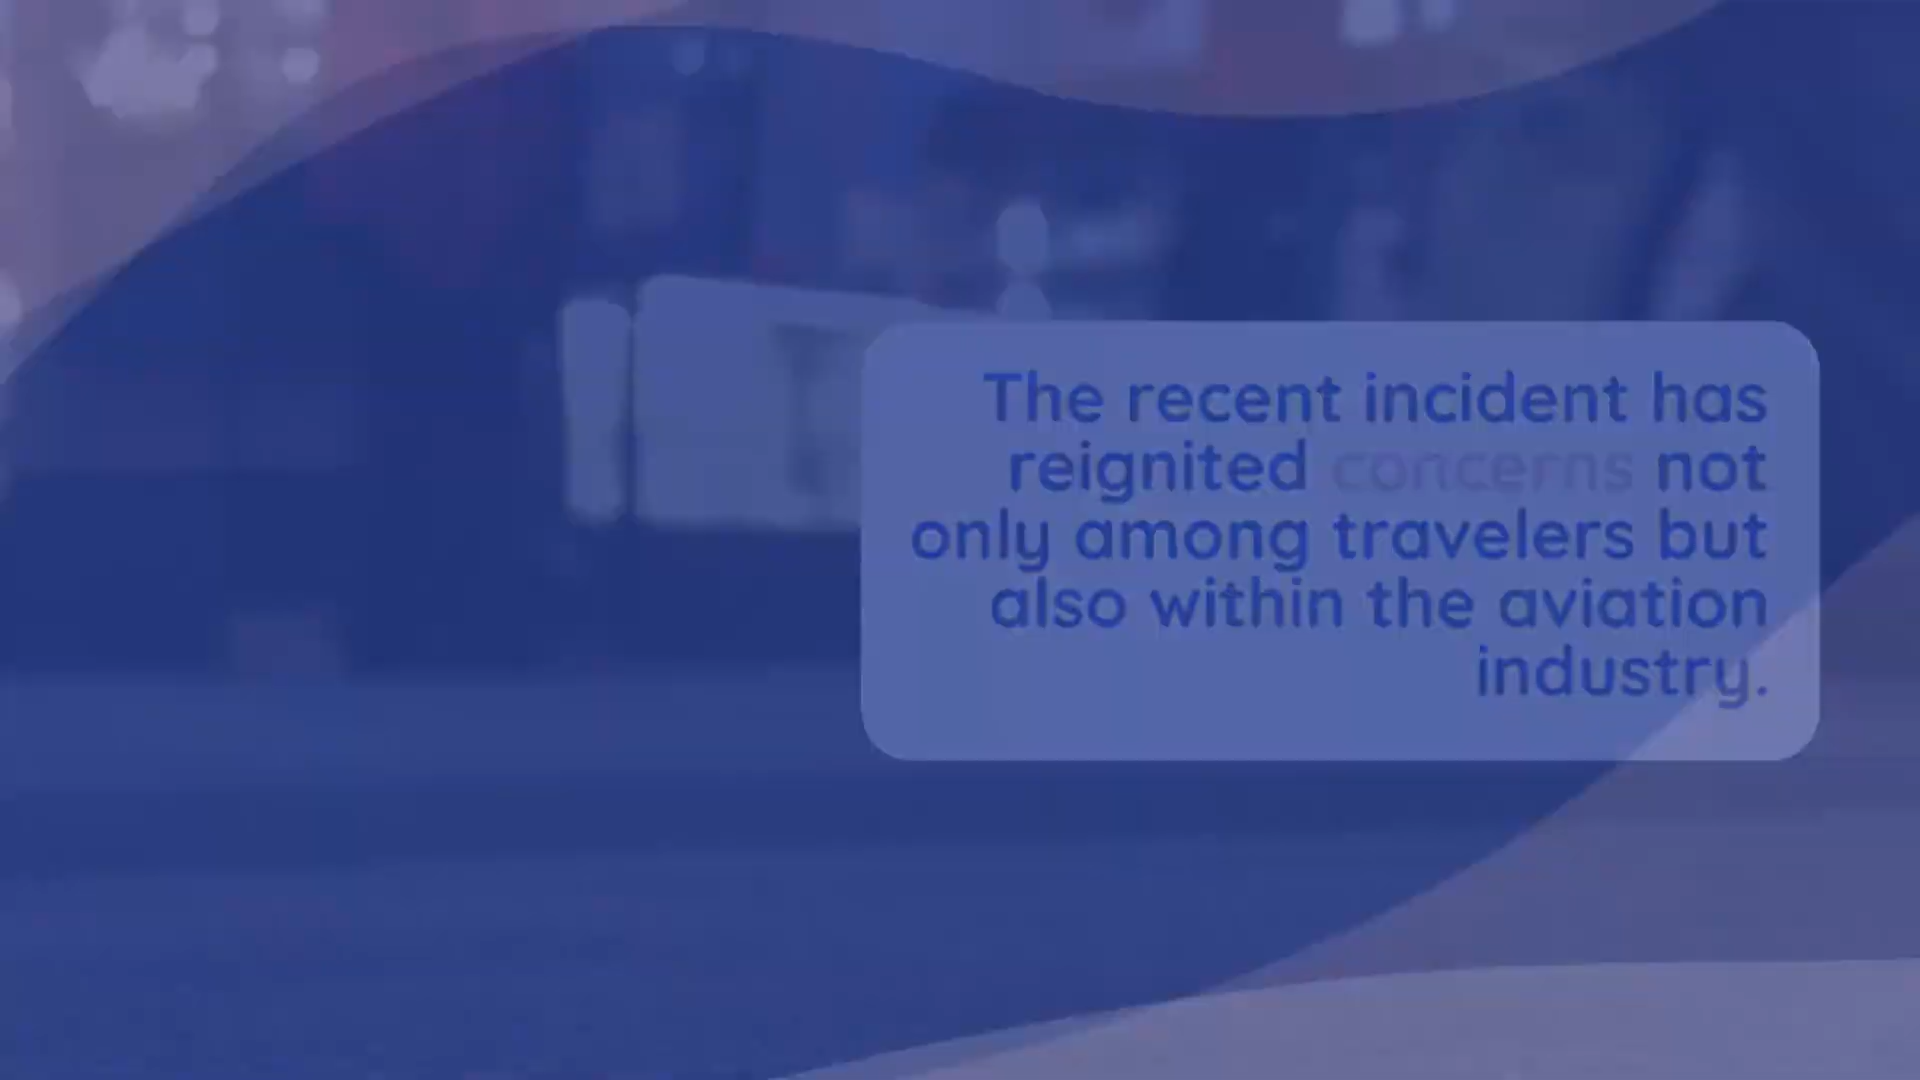 The recent incident has
reignited concerns not
only among travelers but
also within the aviation
industry.